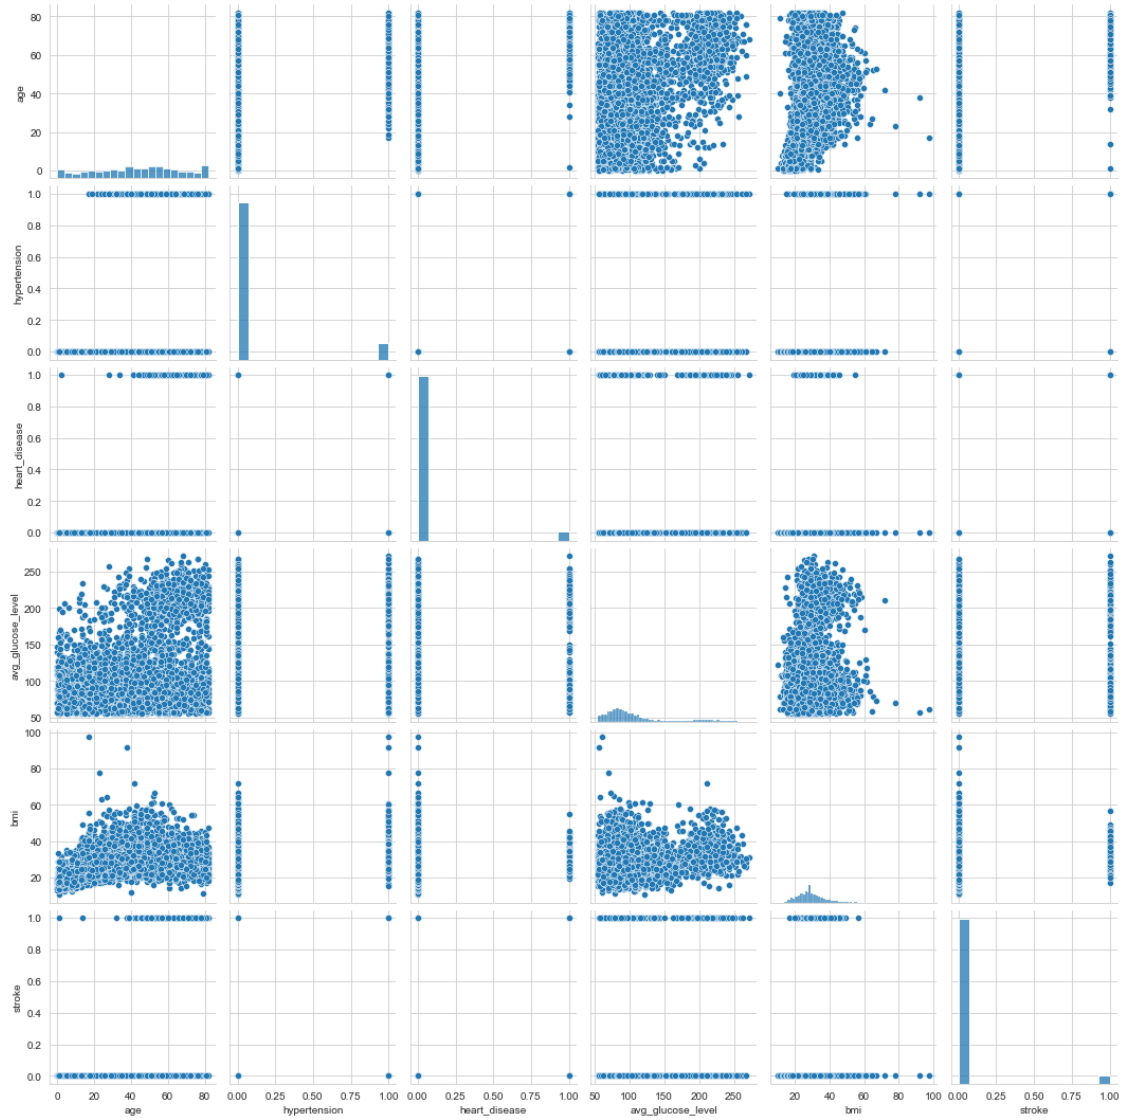 80
60
40
20
0
age
1.0
0.8
0.6
0.4
0.2
0.0
hypertension
1.0
0.8
0.6
0.4
0.2
0.0
heart_disease
250
200
150
100
50
avg_glucose_level
100
80
60
40
20
bmi
1.0
0.8
0.6
0.4
0.2
0.0
stroke
0 20 40 60 80
0.00 0.25 0.50 0.75 1.00
0.00 0.25 0.50 0.75 1.00
50 100 150 200 250
20 40 60 80 100
0.00 0.25 0.50 0.75 1.00
age hypertension heart_disease avg_glucose_level bmi stroke